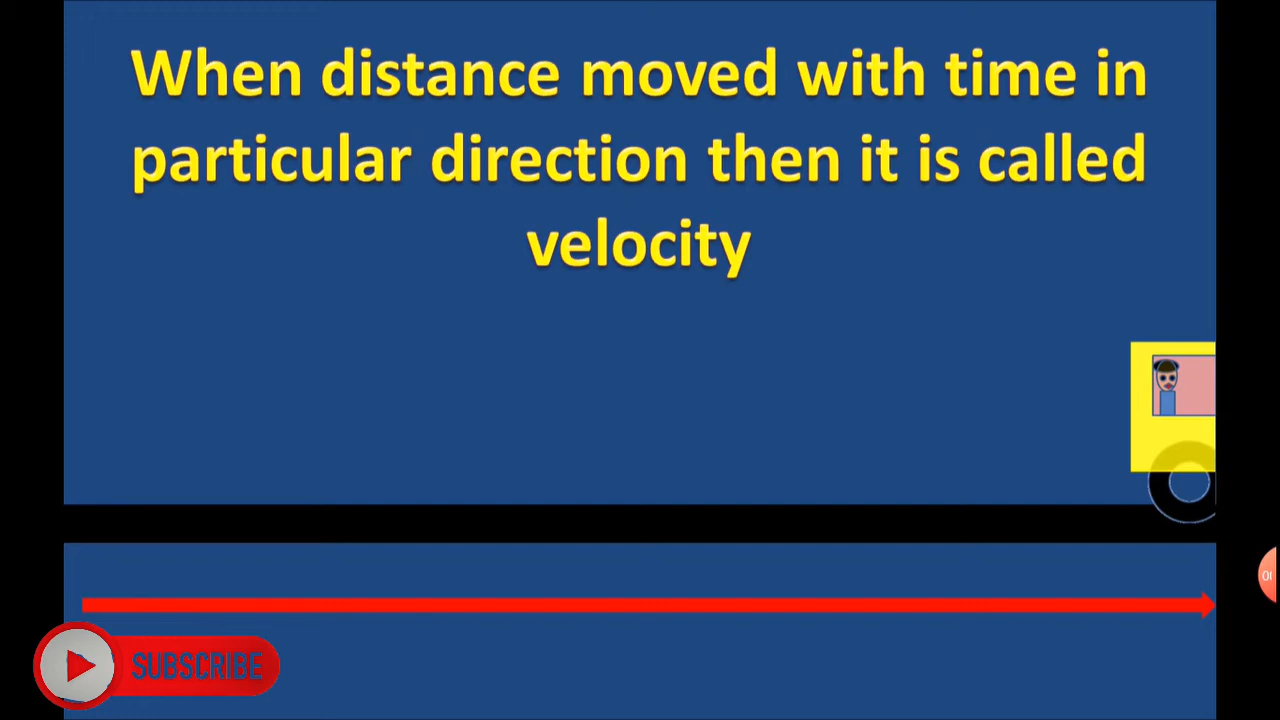 When distance moved with time in
particular direction then it is called
velocity
SUBSCRIBE